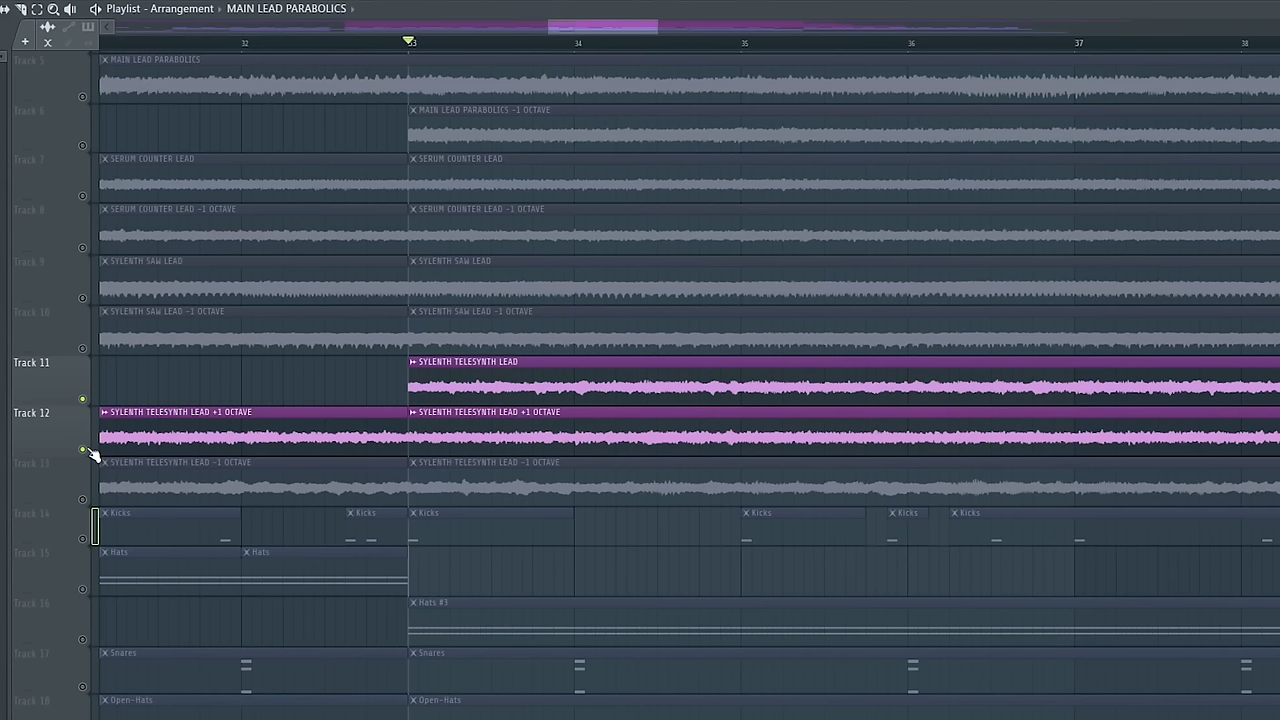 Playlist - Arrangement › MAIN LEAD PARABOLICS ›
32 33 34 35 36 37 38
Track 5 MAIN LEAD PARABOLICS
Track 6 MAIN LEAD PARABOLICS -1 OCTAVE
Track 7 SERUM COUNTER LEAD SERUM COUNTER LEAD
Track 8 SERUM COUNTER LEAD -1 OCTAVE SERUM COUNTER LEAD -1 OCTAVE
Track 9 SYLENTH SAW LEAD SYLENTH SAW LEAD
Track 10 SYLENTH SAW LEAD -1 OCTAVE SYLENTH SAW LEAD -1 OCTAVE
Track 11 SYLENTH TELESYNTH LEAD
Track 12 SYLENTH TELESYNTH LEAD +1 OCTAVE SYLENTH TELESYNTH LEAD +1 OCTAVE
Track 13 SYLENTH TELESYNTH LEAD -1 OCTAVE SYLENTH TELESYNTH LEAD -1 OCTAVE
Track 14 Kicks Kicks Kicks Kicks Kicks Kicks
Track 15 Hats Hats
Track 16 Hats #3
Track 17 Snares Snares
Track 18 Open-Hats Open-Hats